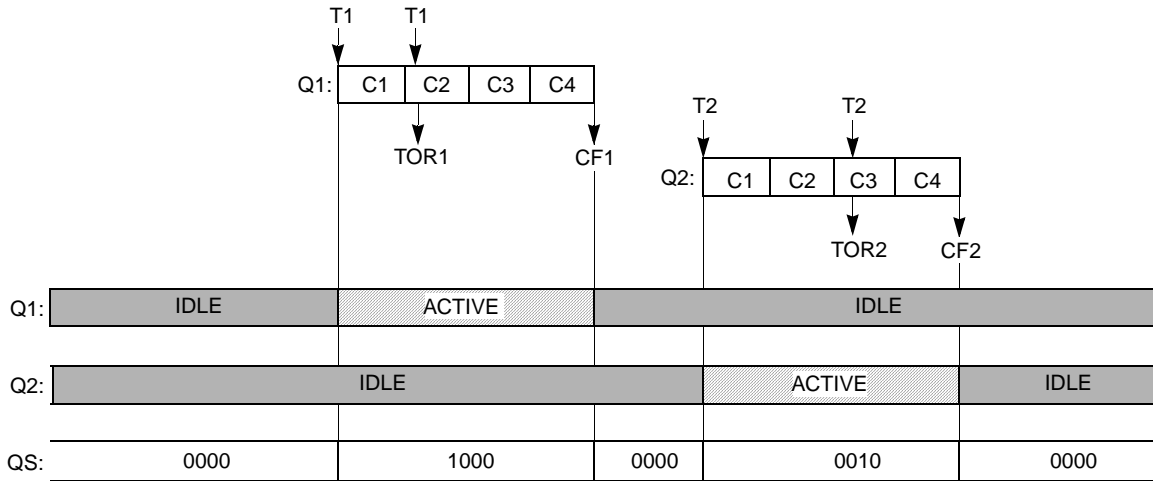 T1 T1
Q1: C1 C2 C3 C4
TOR1 CF1
T2 T2
Q2: C1 C2 C3 C4
TOR2 CF2
Q1: IDLE ACTIVE IDLE
Q2: IDLE ACTIVE IDLE
QS: 0000 1000 0000 0010 0000